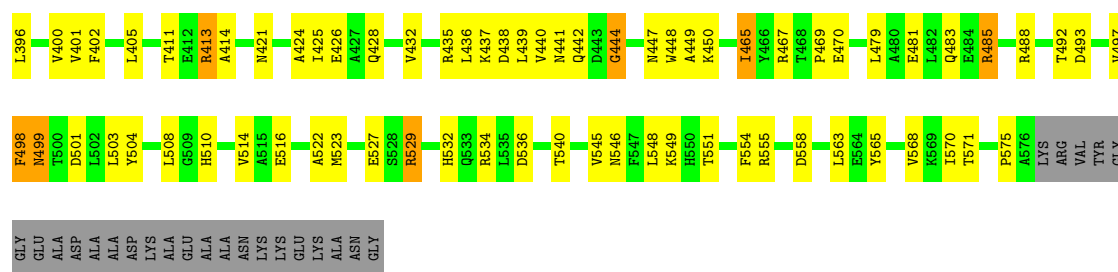 L396 V400 V401 F402 L405 T411 E412 R413 A414 N421 A424 I425 E426 A427 Q428 V432 R435 L436 K437 D438 L439 V440 N441 Q442 D443 G444 N447 W448 A449 K450 I465 Y466 R467 T468 P469 E470 L479 A480 E481 L482 Q483 E484 R485 R488 T492 D493 V497
F498 N499 T500 D501 L502 L503 Y504 L508 G509 H510 V514 A515 E516 A522 M523 E527 S528 R529 H532 Q533 R534 L535 D536 T540 V545 N546 F547 L548 K549 H550 T551 F554 R555 D558 L563 E564 Y565 V568 K569 I570 T571 P575 A576 LYS ARG VAL TYR GLY
GLY GLU ALA ASP ALA ALA ASP LYS ALA GLU ALA ALA ASN LYS LYS GLU LYS ALA ASN GLY